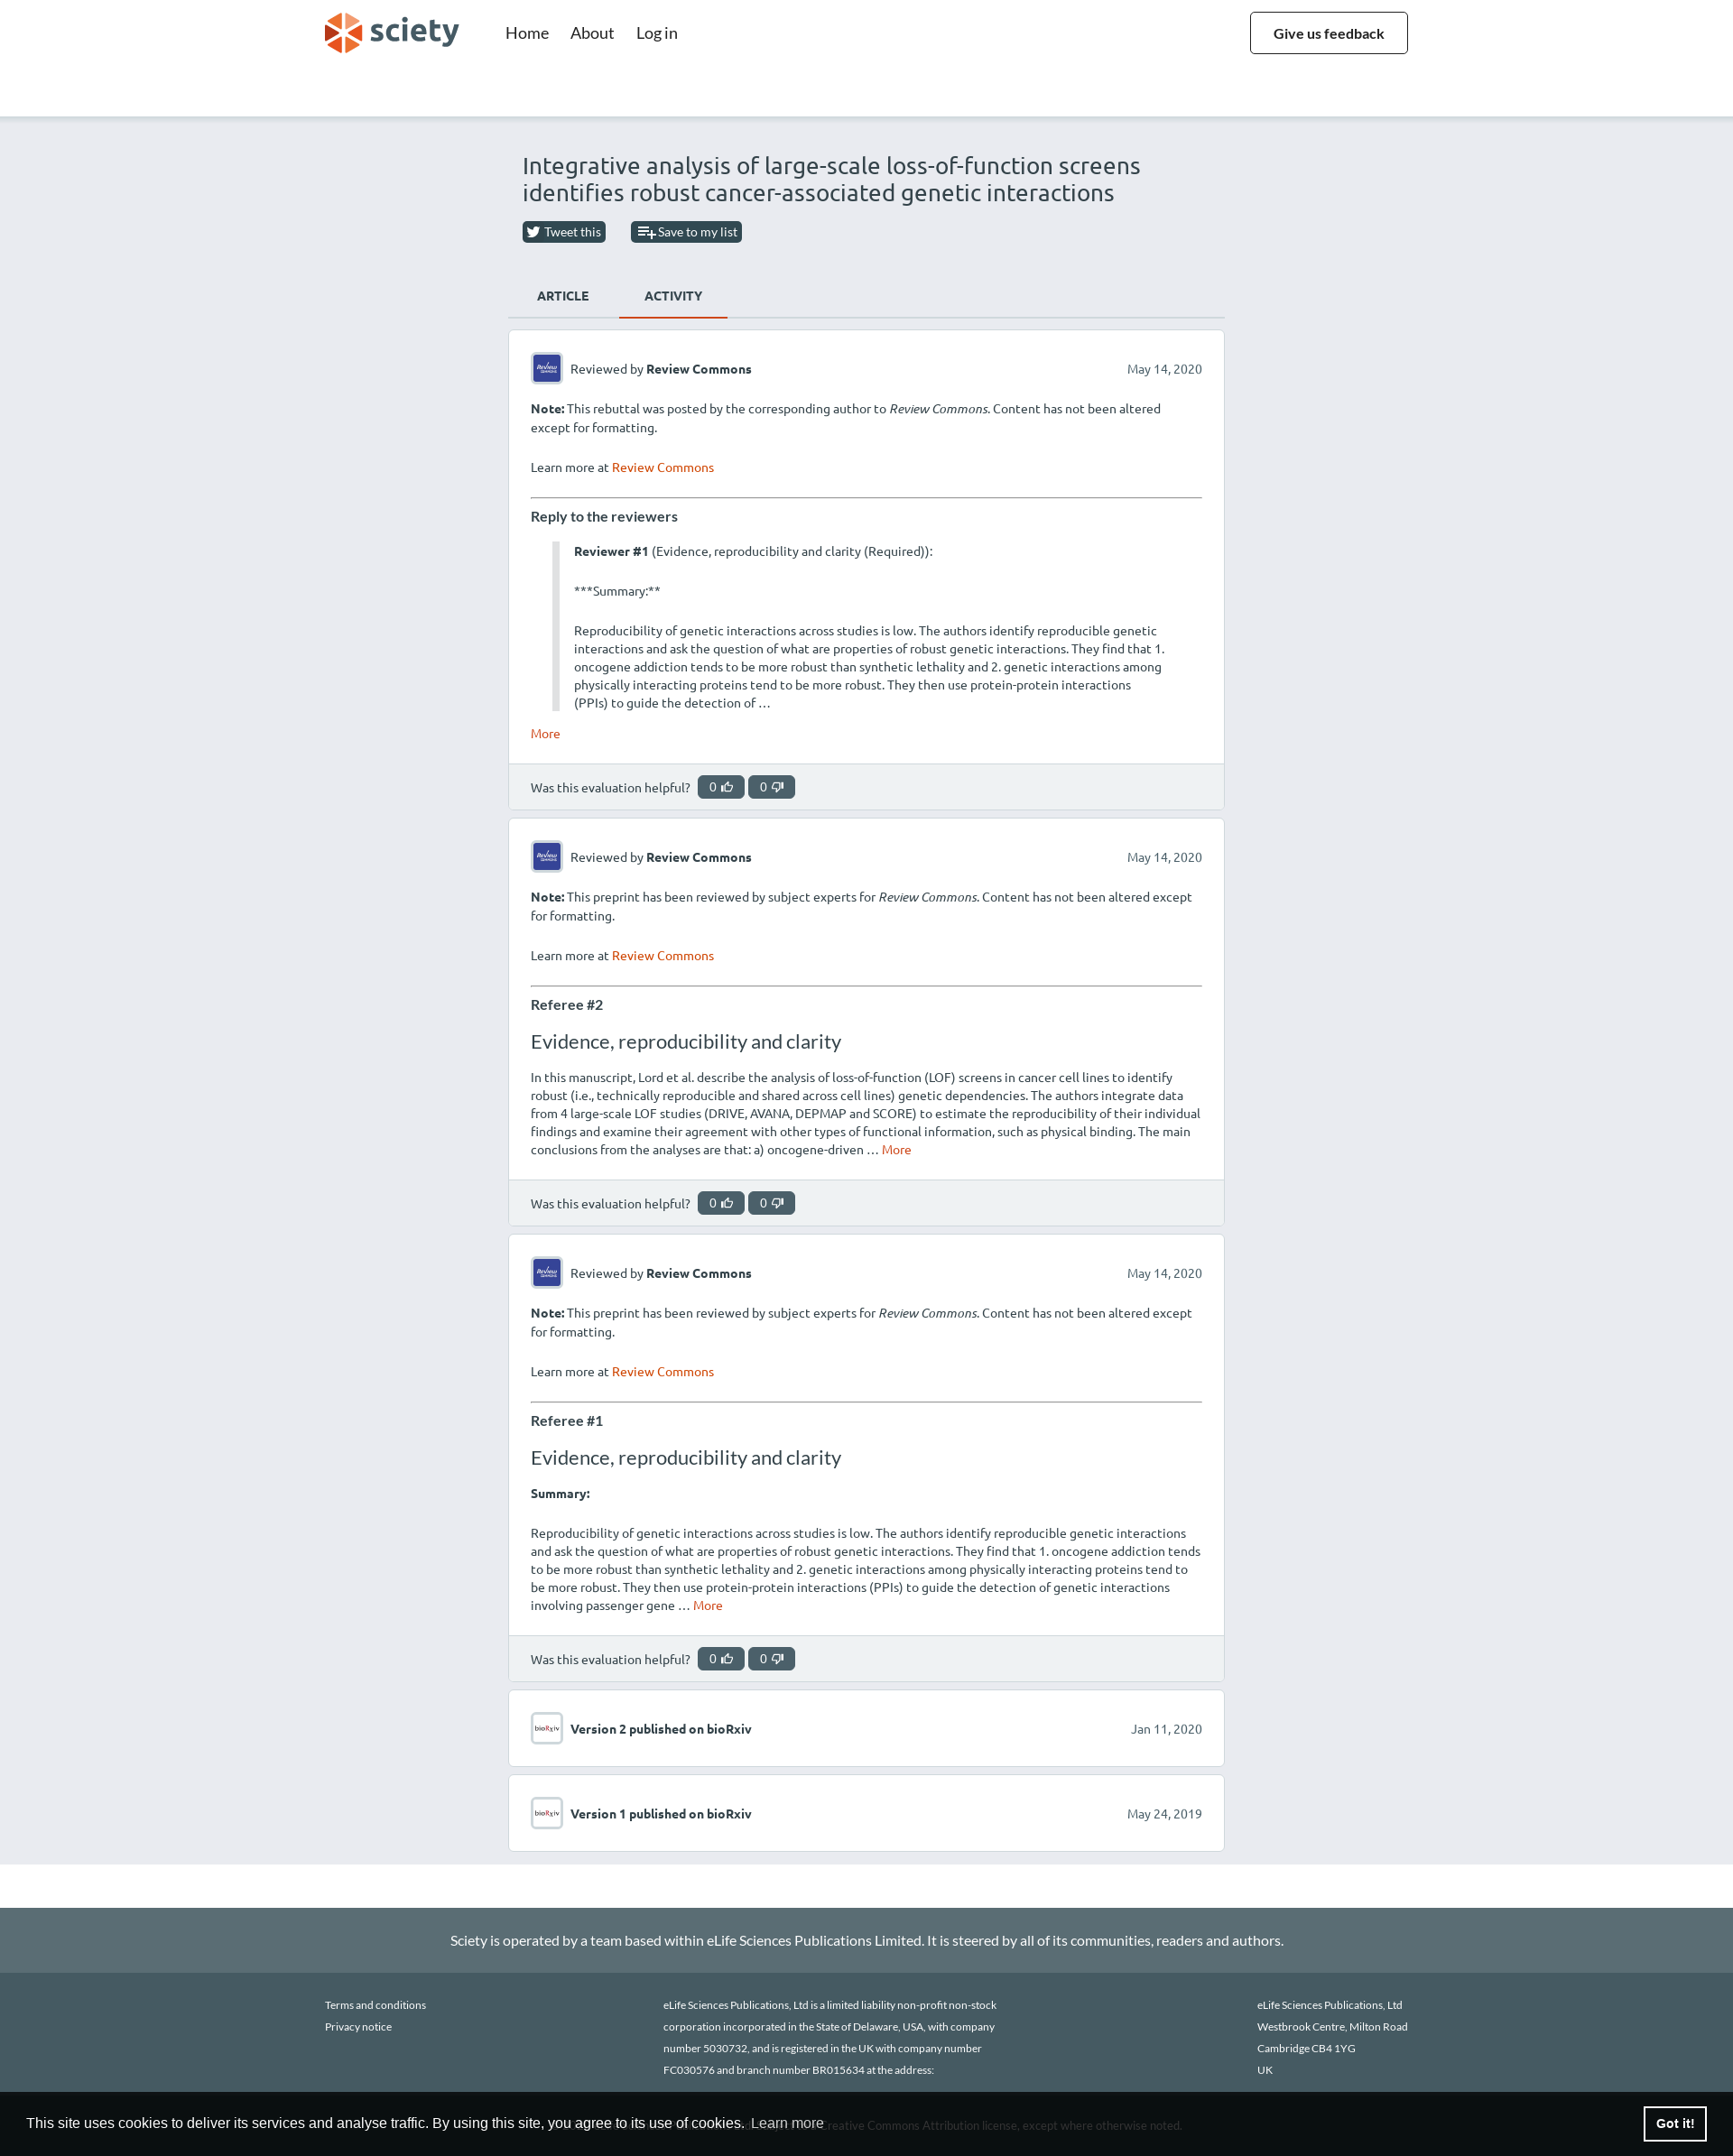 sciety
Home About Log in
Give us feedback
Integrative analysis of large-scale loss-of-function screens
identifies robust cancer-associated genetic interactions
Tweet this Save to my list
ARTICLE ACTIVITY
Review Commons Reviewed by Review Commons May 14, 2020
Note: This rebuttal was posted by the corresponding author to Review Commons. Content has not been altered
except for formatting.
Learn more at Review Commons
Reply to the reviewers
Reviewer #1 (Evidence, reproducibility and clarity (Required)):
***Summary:**
Reproducibility of genetic interactions across studies is low. The authors identify reproducible genetic
interactions and ask the question of what are properties of robust genetic interactions. They find that 1.
oncogene addiction tends to be more robust than synthetic lethality and 2. genetic interactions among
physically interacting proteins tend to be more robust. They then use protein-protein interactions
(PPIs) to guide the detection of …
More
Was this evaluation helpful? 0 0
Review Commons Reviewed by Review Commons May 14, 2020
Note: This preprint has been reviewed by subject experts for Review Commons. Content has not been altered except
for formatting.
Learn more at Review Commons
Referee #2
Evidence, reproducibility and clarity
In this manuscript, Lord et al. describe the analysis of loss-of-function (LOF) screens in cancer cell lines to identify
robust (i.e., technically reproducible and shared across cell lines) genetic dependencies. The authors integrate data
from 4 large-scale LOF studies (DRIVE, AVANA, DEPMAP and SCORE) to estimate the reproducibility of their individual
findings and examine their agreement with other types of functional information, such as physical binding. The main
conclusions from the analyses are that: a) oncogene-driven … More
Was this evaluation helpful? 0 0
Review Commons Reviewed by Review Commons May 14, 2020
Note: This preprint has been reviewed by subject experts for Review Commons. Content has not been altered except
for formatting.
Learn more at Review Commons
Referee #1
Evidence, reproducibility and clarity
Summary:
Reproducibility of genetic interactions across studies is low. The authors identify reproducible genetic interactions
and ask the question of what are properties of robust genetic interactions. They find that 1. oncogene addiction tends
to be more robust than synthetic lethality and 2. genetic interactions among physically interacting proteins tend to
be more robust. They then use protein-protein interactions (PPIs) to guide the detection of genetic interactions
involving passenger gene … More
Was this evaluation helpful? 0 0
bioRxiv Version 2 published on bioRxiv Jan 11, 2020
bioRxiv Version 1 published on bioRxiv May 24, 2019
Sciety is operated by a team based within eLife Sciences Publications Limited. It is steered by all of its communities, readers and authors.
Terms and conditions
Privacy notice
eLife Sciences Publications, Ltd is a limited liability non-profit non-stock
corporation incorporated in the State of Delaware, USA, with company
number 5030732, and is registered in the UK with company number
FC030576 and branch number BR015634 at the address:
eLife Sciences Publications, Ltd
Westbrook Centre, Milton Road
Cambridge CB4 1YG
UK
This site uses cookies to deliver its services and analyse traffic. By using this site, you agree to its use of cookies. Learn more
Creative Commons Attribution license, except where otherwise noted.
Got it!